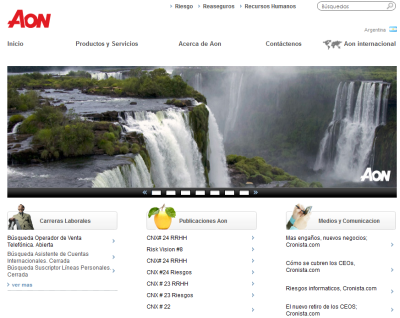 Riesgo Reaseguros Recursos Humanos
Búsquedas
AON
Argentina
Inicio Productos y Servicios Acerca de Aon Contáctenos Aon internacional
AON
Carreras Laborales
Búsqueda Operador de Venta
Telefónica. Abierta
Búsqueda Asistente de Cuentas
Internacionales. Cerrada
Búsqueda Suscriptor Líneas Personales.
Cerrada
ver mas
Publicaciones Aon
CNX# 24 RRHH
Risk Vision #8
CNX# 24 RRHH
CNX #24 Riesgos
CNX # 23 RRHH
CNX # 23 Riesgos
CNX # 22
Medios y Comunicacion
Mas engaños, nuevos negocios;
Cronista.com
Cómo se cubren los CEOs,
Cronista.com
Riesgos informaticos, Cronista.com
El nuevo retiro de los CEOS;
Cronista.com